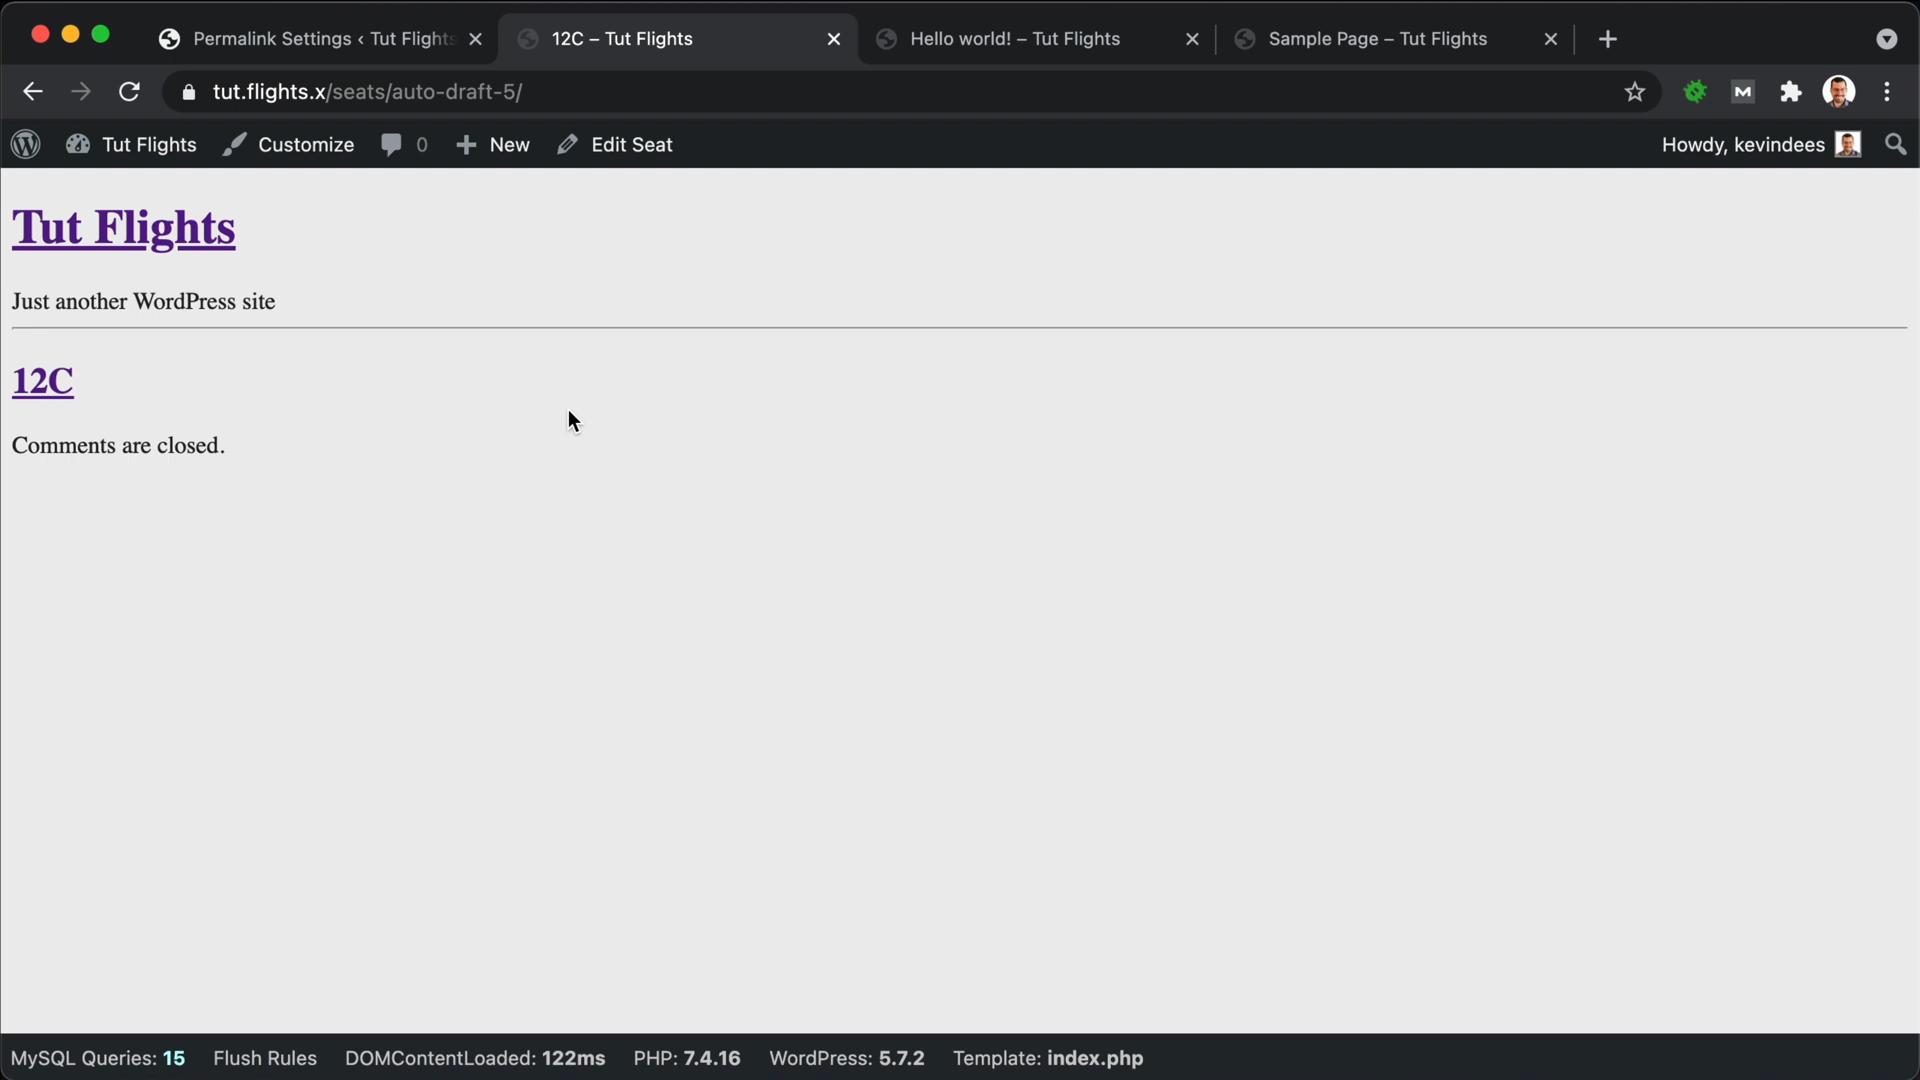 Permalink Settings ‹ Tut Flights
12C – Tut Flights
Hello world! – Tut Flights
Sample Page – Tut Flights
tut.flights.x/seats/auto-draft-5/
Tut Flights
Customize
0
New
Edit Seat
Howdy, kevindees
Tut Flights
Just another WordPress site
12C
Comments are closed.
MySQL Queries: 15
Flush Rules
DOMContentLoaded: 122ms
PHP: 7.4.16
WordPress: 5.7.2
Template: index.php